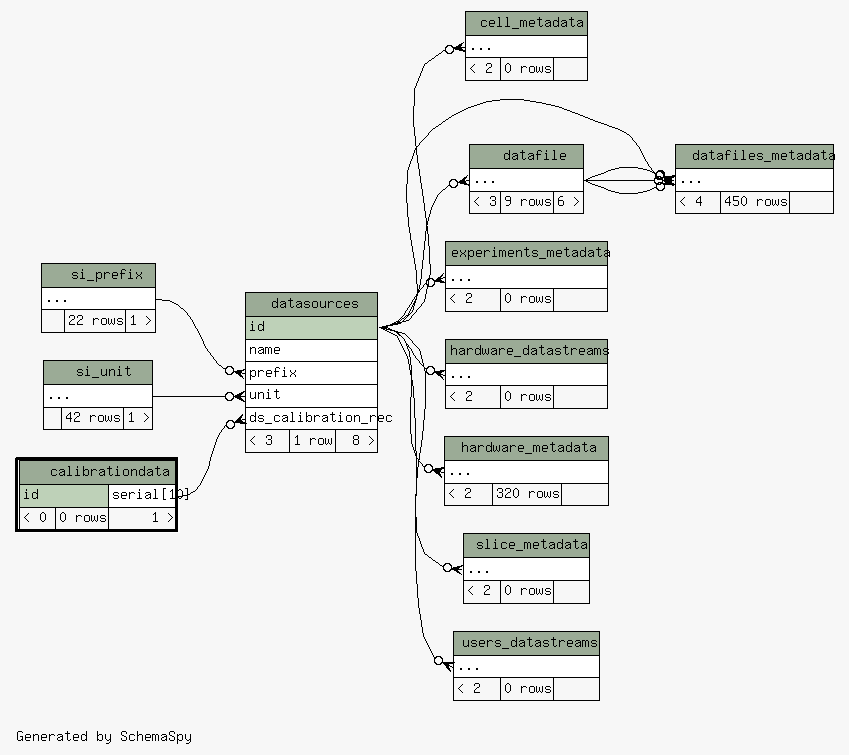 cell_metadata
...
< 2 0 rows
datafile
...
< 3 9 rows 6 >
datafiles_metadata
...
< 4 450 rows
experiments_metadata
...
< 2 0 rows
si_prefix
...
22 rows 1 >
datasources
id
name
prefix
unit
ds_calibration_rec
< 3 1 row 8 >
hardware_datastreams
...
< 2 0 rows
si_unit
...
42 rows 1 >
hardware_metadata
...
< 2 320 rows
calibrationdata
id serial[10]
< 0 0 rows 1 >
slice_metadata
...
< 2 0 rows
users_datastreams
...
< 2 0 rows
Generated by SchemaSpy